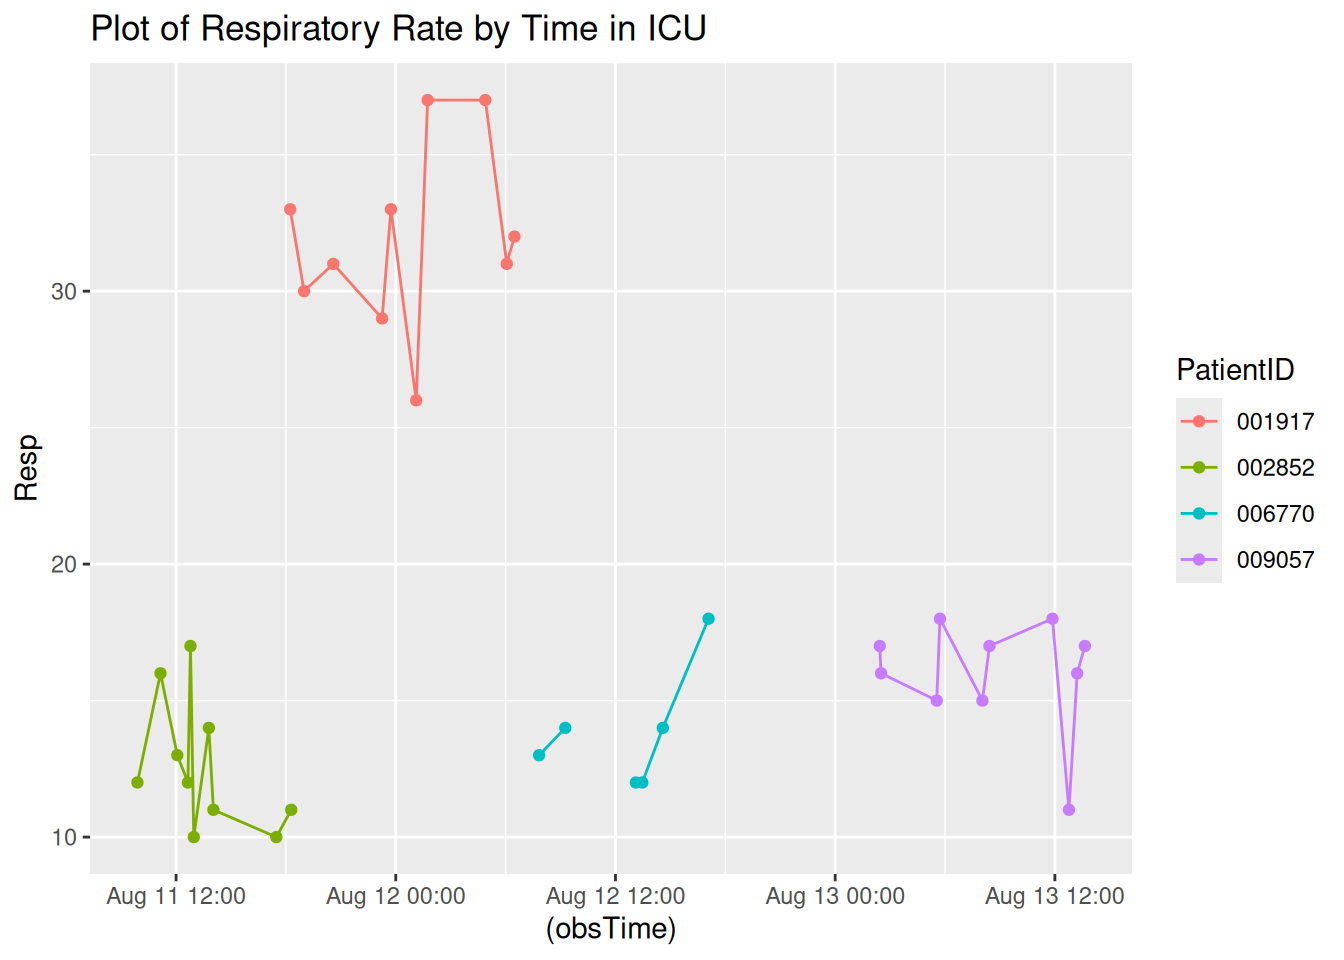 Plot of Respiratory Rate by Time in ICU
Resp
30
20
10
Aug 11 12:00
Aug 12 00:00
Aug 12 12:00
Aug 13 00:00
Aug 13 12:00
(obsTime)
PatientID
001917
002852
006770
009057